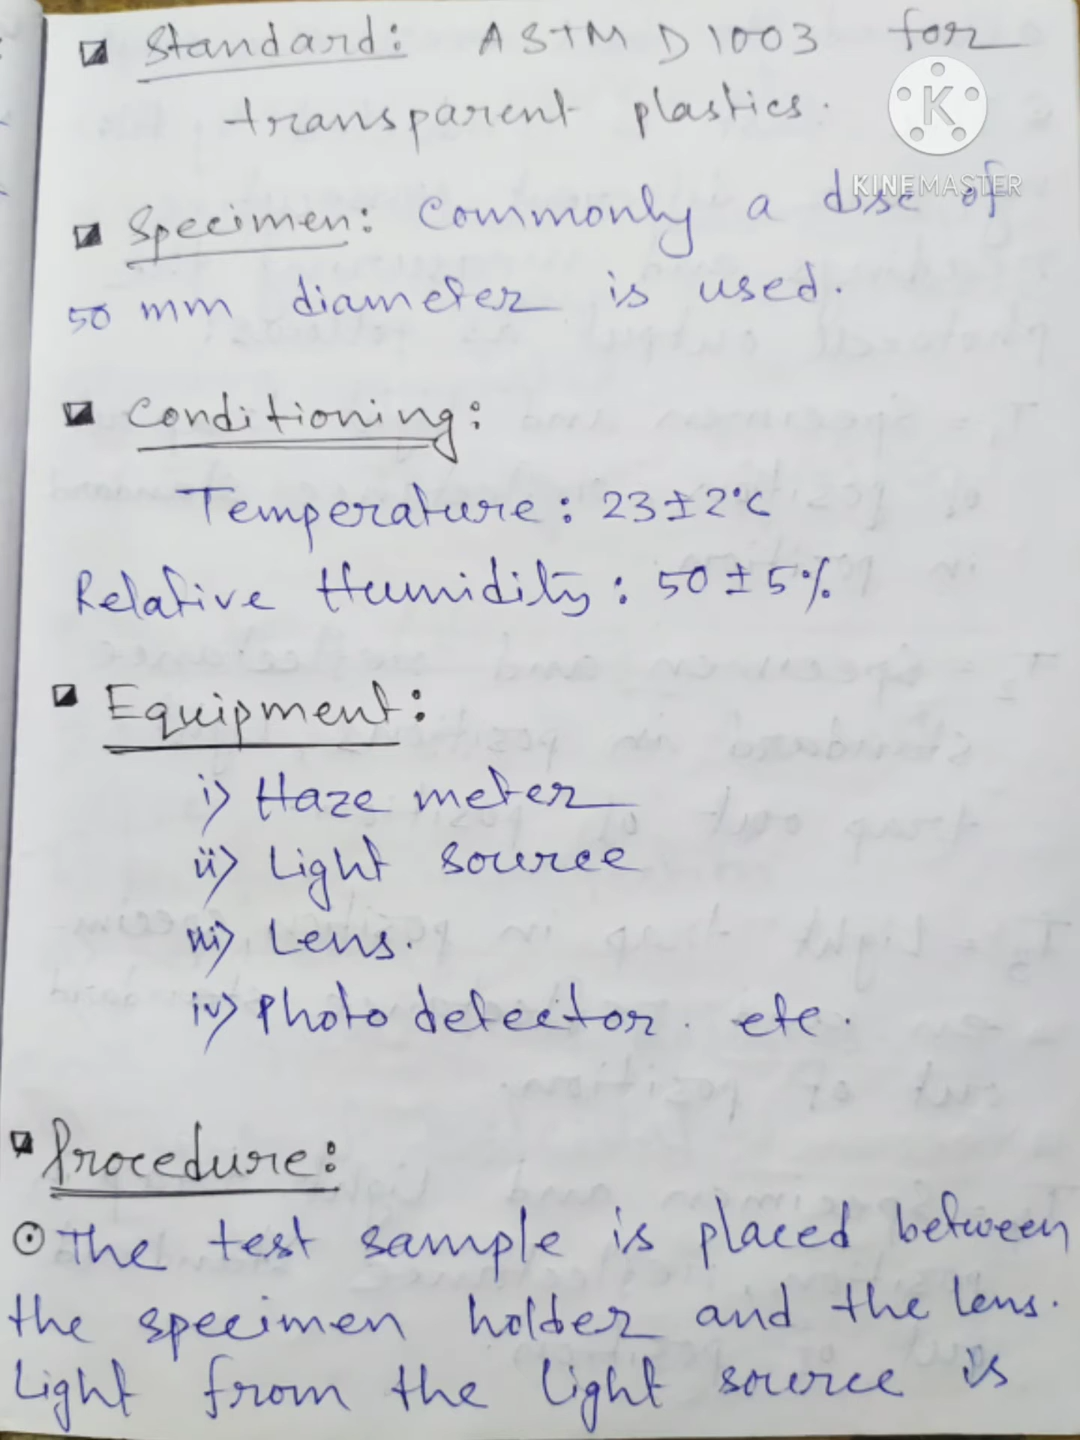 Standard: ASTM D1003 for
transparent plastics.
K
KINEMASTER
Specimen: Commonly a disc of
50 mm diameter is used.
Conditioning:
Temperature: 23±2°C
Relative Humidity: 50±5%
Equipment:
i) Haze meter
ii) Light source
iii) Lens.
iv) Photo detector. etc.
Procedure:
The test sample is placed between
the specimen holder and the lens.
Light from the light source is